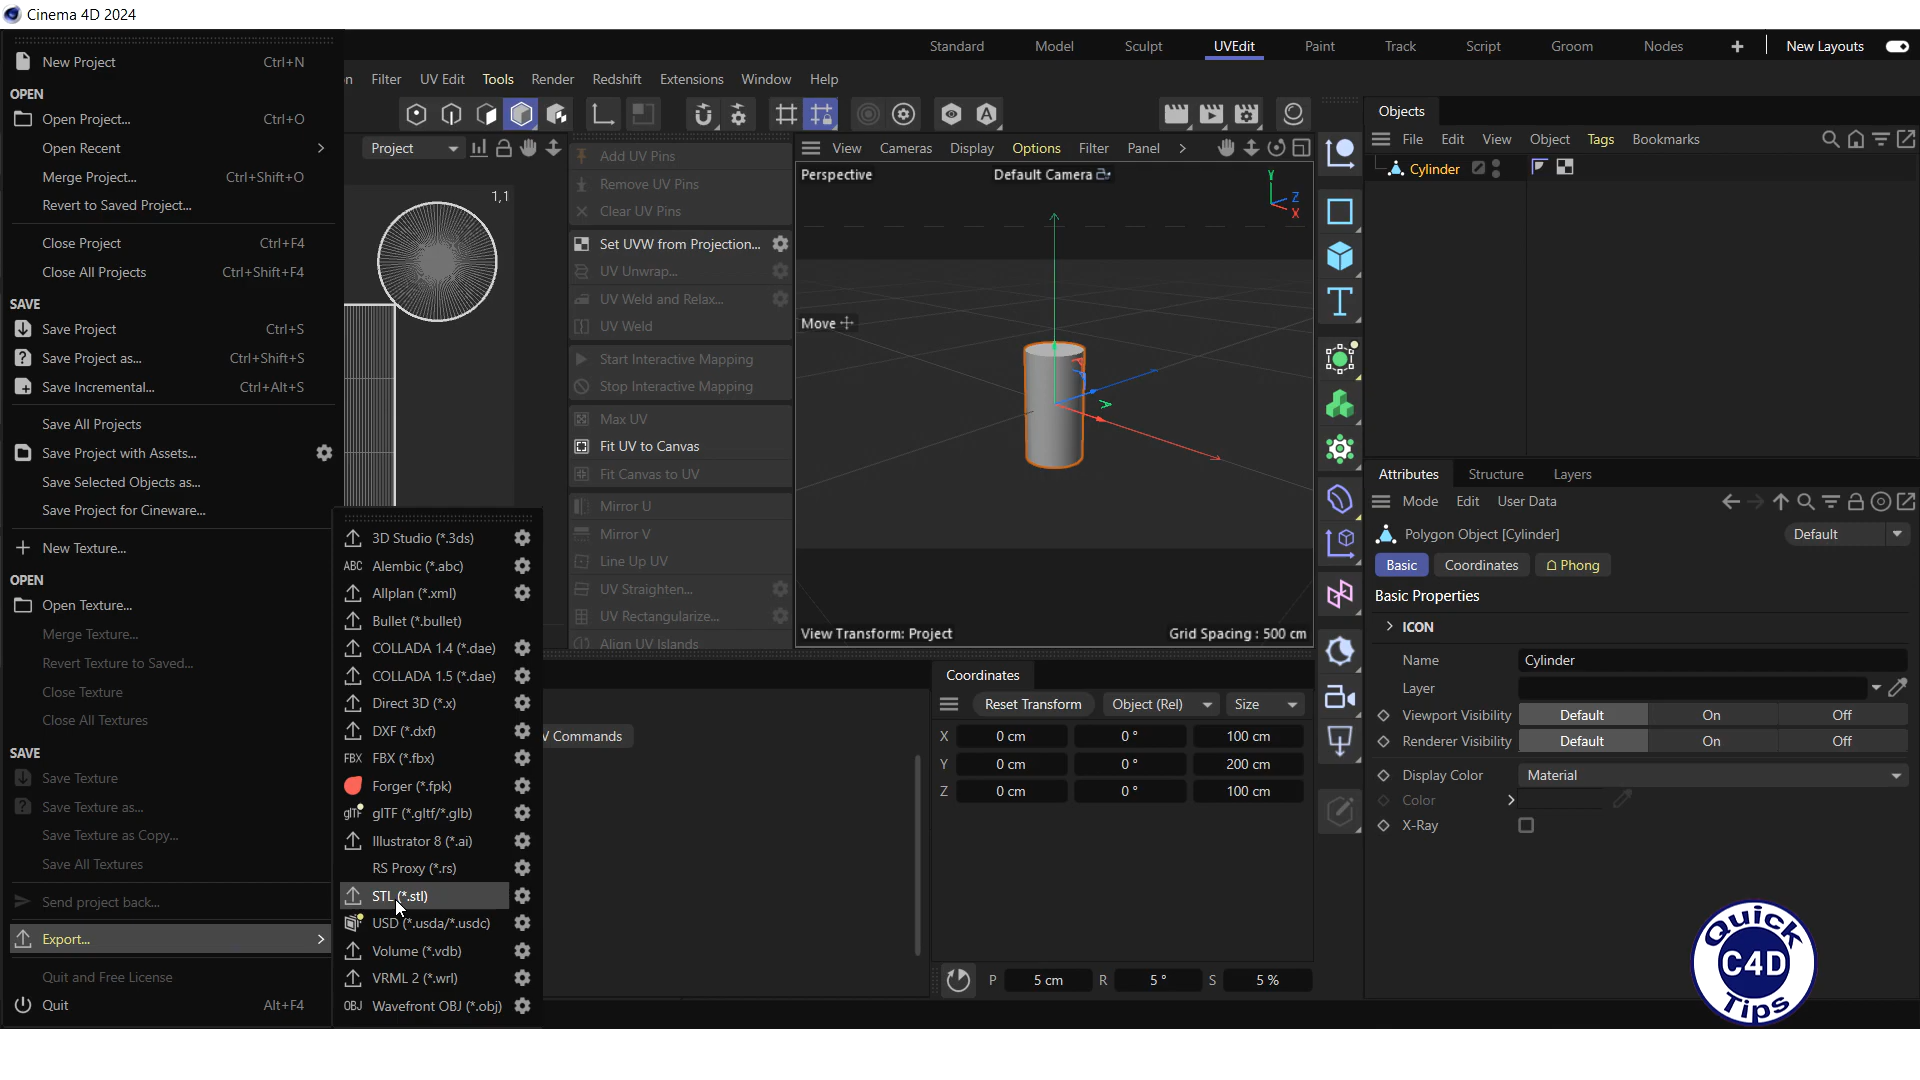 Cinema 4D 2024
New Project Ctrl+N
OPEN
Open Project... Ctrl+O
Open Recent
Merge Project... Ctrl+Shift+O
Revert to Saved Project...
Close Project Ctrl+F4
Close All Projects Ctrl+Shift+F4
SAVE
Save Project Ctrl+S
Save Project as... Ctrl+Shift+S
Save Incremental... Ctrl+Alt+S
Save All Projects
Save Project with Assets...
Save Selected Objects as...
Save Project for Cineware...
New Texture...
OPEN
Open Texture...
Merge Texture...
Revert Texture to Saved...
Close Texture
Close All Textures
SAVE
Save Texture
Save Texture as...
Save Texture as Copy...
Save All Textures
Send project back...
Export...
Quit and Free License
Quit Alt+F4
3D Studio (*.3ds)
ABC Alembic (*.abc)
Allplan (*.xml)
Bullet (*.bullet)
COLLADA 1.4 (*.dae)
COLLADA 1.5 (*.dae)
Direct 3D (*.x)
DXF (*.dxf)
FBX FBX (*.fbx)
Forger (*.fpk)
glTF glTF (*.gltf/*.glb)
Illustrator 8 (*.ai)
RS Proxy (*.rs)
STL (*.stl)
USD (*.usda/*.usdc)
Volume (*.vdb)
VRML 2 (*.wrl)
OBJ Wavefront OBJ (*.obj)
Standard Model Sculpt UVEdit Paint Track Script Groom Nodes New Layouts
n Filter UV Edit Tools Render Redshift Extensions Window Help
Project
1,1
Add UV Pins
Remove UV Pins
Clear UV Pins
Set UVW from Projection...
UV Unwrap...
UV Weld and Relax...
UV Weld
Start Interactive Mapping
Stop Interactive Mapping
Max UV
Fit UV to Canvas
Fit Canvas to UV
Mirror U
Mirror V
Line Up UV
UV Straighten...
UV Rectangularize...
Align UV Islands
V Commands
View Cameras Display Options Filter Panel
Perspective Default Camera
Y
Z
X
Move
View Transform: Project Grid Spacing : 500 cm
Coordinates
Reset Transform Object (Rel) Size
X 0 cm 0 ° 100 cm
Y 0 cm 0 ° 200 cm
Z 0 cm 0 ° 100 cm
P 5 cm R 5 ° S 5 %
Objects
File Edit View Object Tags Bookmarks
Cylinder
Attributes Structure Layers
Mode Edit User Data
Polygon Object [Cylinder] Default
Basic Coordinates Phong
Basic Properties
ICON
Name Cylinder
Layer
Viewport Visibility Default On Off
Renderer Visibility Default On Off
Display Color Material
Color
X-Ray
Quick
C4D
Tips